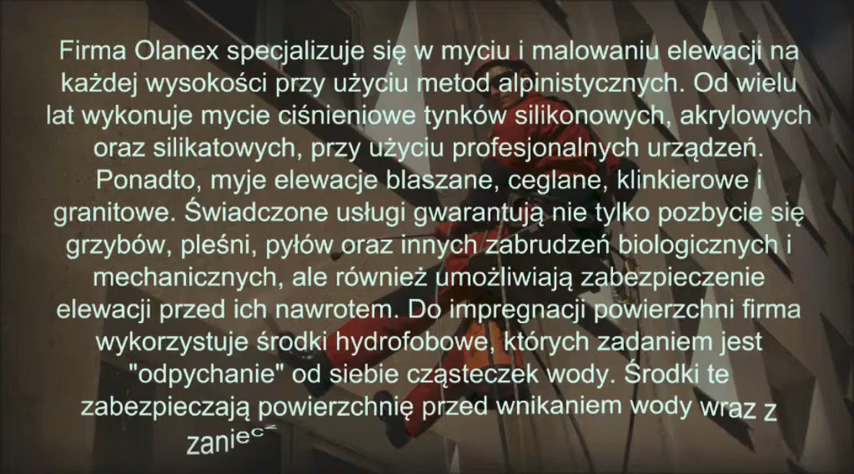 Firma Olanex specjalizuje się w myciu i malowaniu elewacji na
każdej wysokości przy użyciu metod alpinistycznych. Od wielu
lat wykonuje mycie ciśnieniowe tynków silikonowych, akrylowych
oraz silikatowych, przy użyciu profesjonalnych urządzeń.
Ponadto, myje elewacje blaszane, ceglane, klinkierowe i
granitowe. Świadczone usługi gwarantują nie tylko pozbycie się
grzybów, pleśni, pyłów oraz innych zabrudzeń biologicznych i
mechanicznych, ale również umożliwiają zabezpieczenie
elewacji przed ich nawrotem. Do impregnacji powierzchni firma
wykorzystuje środki hydrofobowe, których zadaniem jest
"odpychanie" od siebie cząsteczek wody. Środki te
zabezpieczają powierzchnię przed wnikaniem wody wraz z